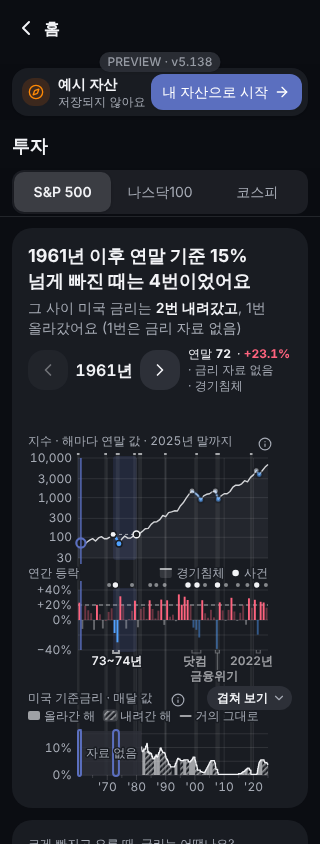 홈
PREVIEW · v5.138
예시 자산
저장되지 않아요
내 자산으로 시작 →
투자
S&P 500
나스닥100
코스피
1961년 이후 연말 기준 15%
넘게 빠진 때는 4번이었어요
그 사이 미국 금리는 2번 내려갔고, 1번
올라갔어요 (1번은 금리 자료 없음)
1961년
연말 72 · +23.1%
· 금리 자료 없음
· 경기침체
지수 · 해마다 연말 값 · 2025년 말까지
10,000
3,000
1,000
300
100
30
연간 등락
경기침체
사건
+40%
+20%
0%
−40%
73~74년
닷컴
금융위기
2022년
미국 기준금리 · 매달 값
겹쳐 보기
올라간 해
내려간 해
거의 그대로
10%
0%
자료 없음
'70 '80 '90 '00 '10 '20